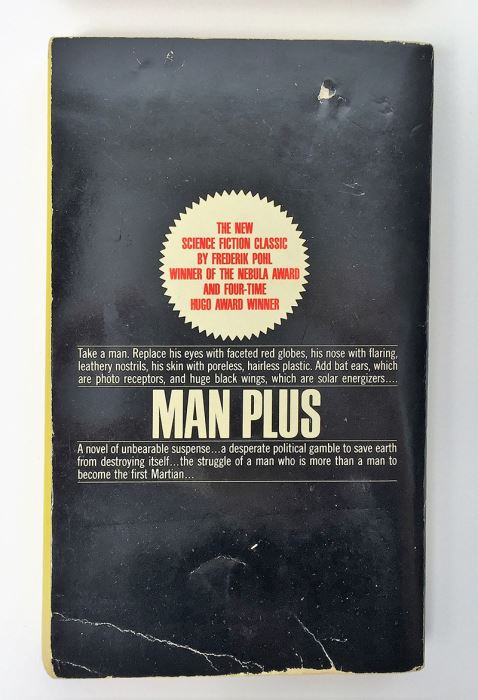 THE NEW
SCIENCE FICTION CLASSIC
BY FREDERIK POHL
WINNER OF THE NEBULA AWARD
AND FOUR-TIME
HUGO AWARD WINNER
Take a man. Replace his eyes with faceted red globes, his nose with flaring,
leathery nostrils, his skin with poreless, hairless plastic. Add bat ears, which
are photo receptors, and huge black wings, which are solar energizers....
MAN PLUS
A novel of unbearable suspense...a desperate political gamble to save earth
from destroying itself...the struggle of a man who is more than a man to
become the first Martian...